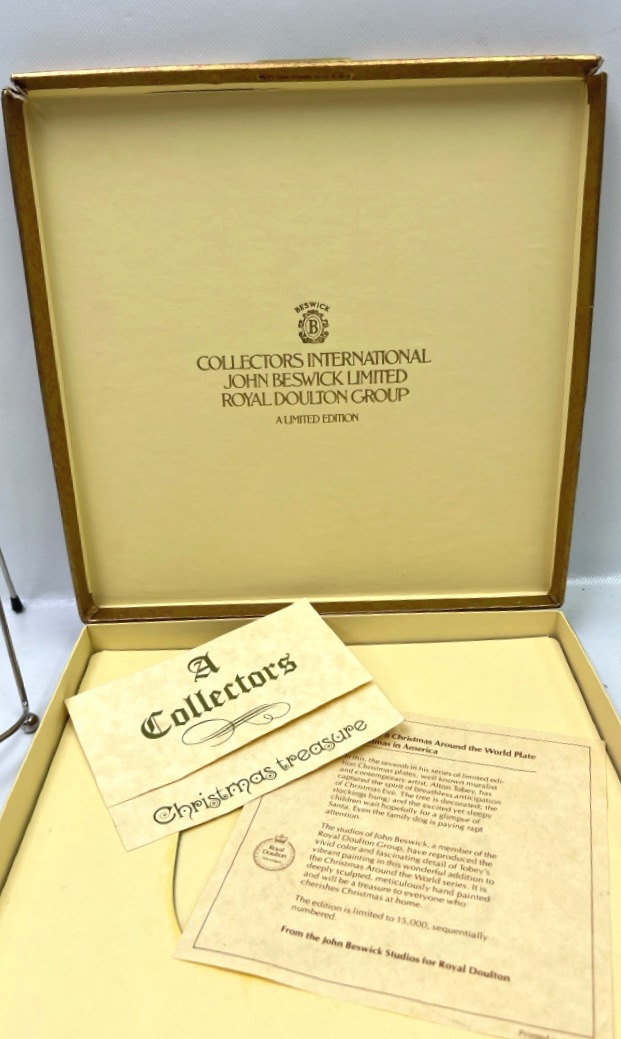 BESWICK
B
COLLECTORS INTERNATIONAL
JOHN BESWICK LIMITED
ROYAL DOULTON GROUP
A LIMITED EDITION
A
Collectors
Christmas treasure
Christmas Around the World Plate
in America
this, the seventh in his series of limited edi-
tion Christmas plates, well known muralist
and contemporary artist, Alton Tobey, has
captured the spirit of breathless anticipation
of Christmas Eve. The tree is decorated; the
stockings hung; and the excited yet sleepy
children wait hopefully for a glimpse of
Santa. Even the family dog is paying rapt
attention.
The studios of John Beswick, a member of the
Royal Doulton Group, have reproduced the
vivid color and fascinating detail of Tobey's
vibrant painting in this wonderful addition to
the Christmas Around the World series. It is
deeply sculpted, meticulously hand painted
and will be a treasure to everyone who
cherishes Christmas at home.
Royal
Doulton
The edition is limited to 15,000, sequentially
numbered.
From the John Beswick Studios for Royal Doulton